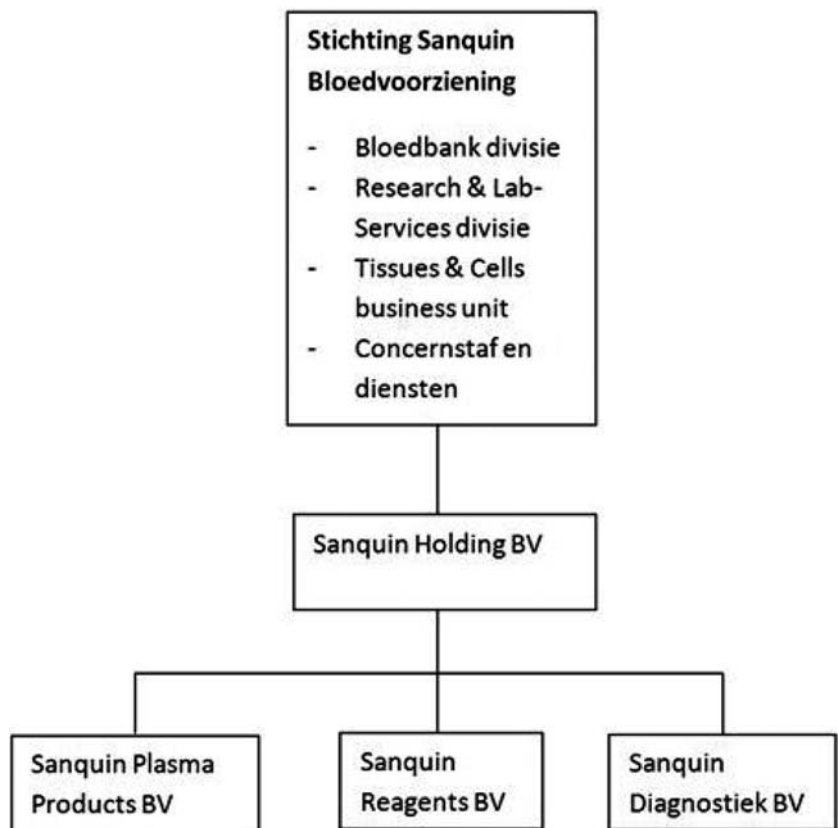 Stichting Sanquin
Bloedvoorziening
- Bloedbank divisie
- Research & Lab-
Services divisie
- Tissues & Cells
business unit
- Concernstaf en
diensten
Sanquin Holding BV
Sanquin Plasma
Products BV
Sanquin
Reagents BV
Sanquin
Diagnostiek BV